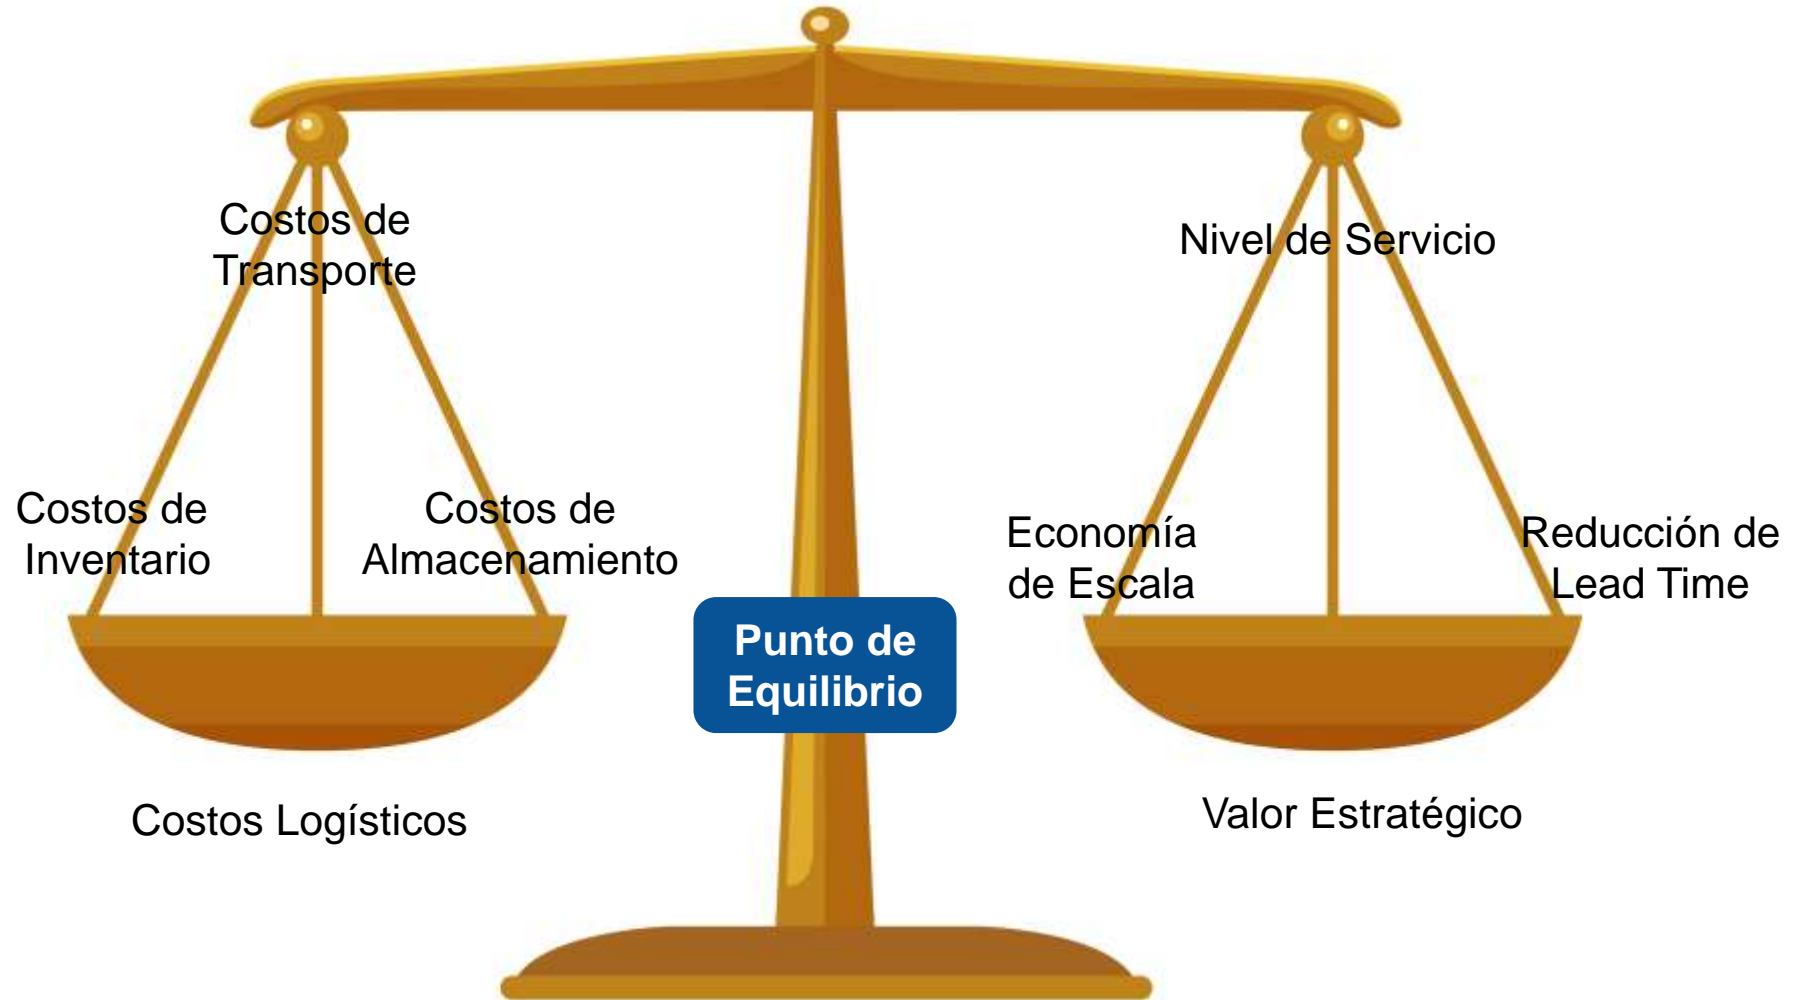 Costos de
Transporte
Costos de
Inventario
Costos de
Almacenamiento
Costos Logísticos
Punto de
Equilibrio
Nivel de Servicio
Economía
de Escala
Reducción de
Lead Time
Valor Estratégico